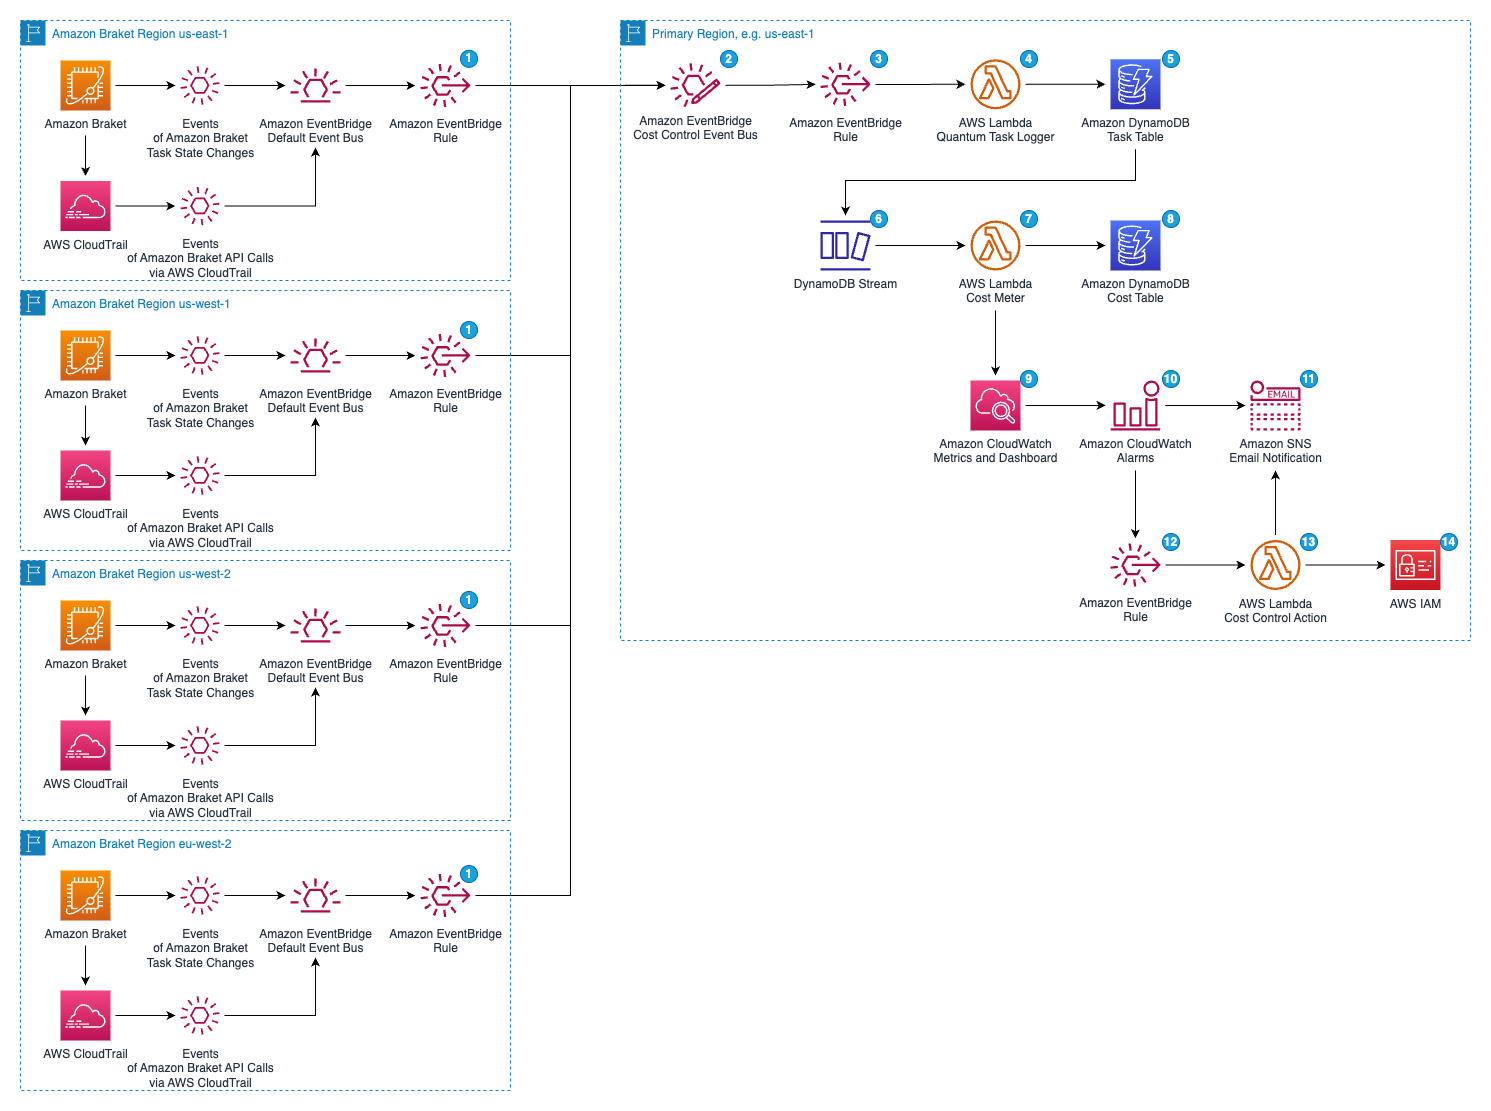 Amazon Braket Region us-east-1
1
Amazon Braket
Events
of Amazon Braket
Task State Changes
Amazon EventBridge
Default Event Bus
Amazon EventBridge
Rule
AWS CloudTrail
Events
of Amazon Braket API Calls
via AWS CloudTrail
Amazon Braket Region us-west-1
1
Amazon Braket
Events
of Amazon Braket
Task State Changes
Amazon EventBridge
Default Event Bus
Amazon EventBridge
Rule
AWS CloudTrail
Events
of Amazon Braket API Calls
via AWS CloudTrail
Amazon Braket Region us-west-2
1
Amazon Braket
Events
of Amazon Braket
Task State Changes
Amazon EventBridge
Default Event Bus
Amazon EventBridge
Rule
AWS CloudTrail
Events
of Amazon Braket API Calls
via AWS CloudTrail
Amazon Braket Region eu-west-2
1
Amazon Braket
Events
of Amazon Braket
Task State Changes
Amazon EventBridge
Default Event Bus
Amazon EventBridge
Rule
AWS CloudTrail
Events
of Amazon Braket API Calls
via AWS CloudTrail
Primary Region, e.g. us-east-1
2
Amazon EventBridge
Cost Control Event Bus
3
Amazon EventBridge
Rule
4
AWS Lambda
Quantum Task Logger
5
Amazon DynamoDB
Task Table
6
DynamoDB Stream
7
AWS Lambda
Cost Meter
8
Amazon DynamoDB
Cost Table
9
Amazon CloudWatch
Metrics and Dashboard
10
Amazon CloudWatch
Alarms
11
EMAIL
Amazon SNS
Email Notification
12
Amazon EventBridge
Rule
13
AWS Lambda
Cost Control Action
14
AWS IAM